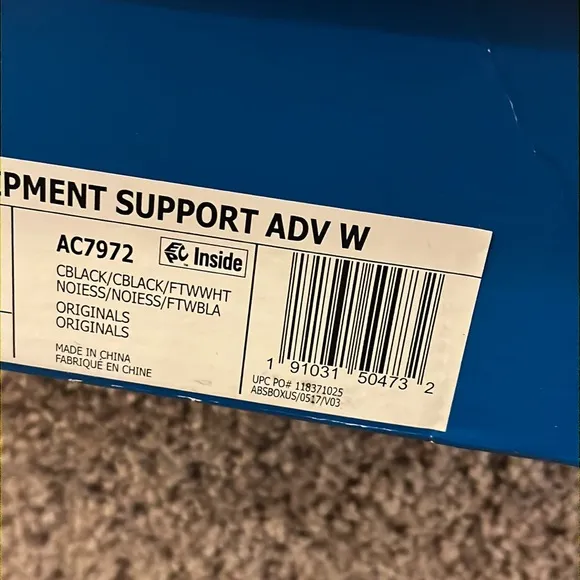 PMENT SUPPORT ADV W
AC7972
Inside
CBLACK/CBLACK/FTWWHT
NOIESS/NOIESS/FTWBLA
ORIGINALS
ORIGINALS
MADE IN CHINA
FABRIQUÉ EN CHINE
1 91031 50473 2
UPC PO# 118371025
ABSBOXUS/0517/V03